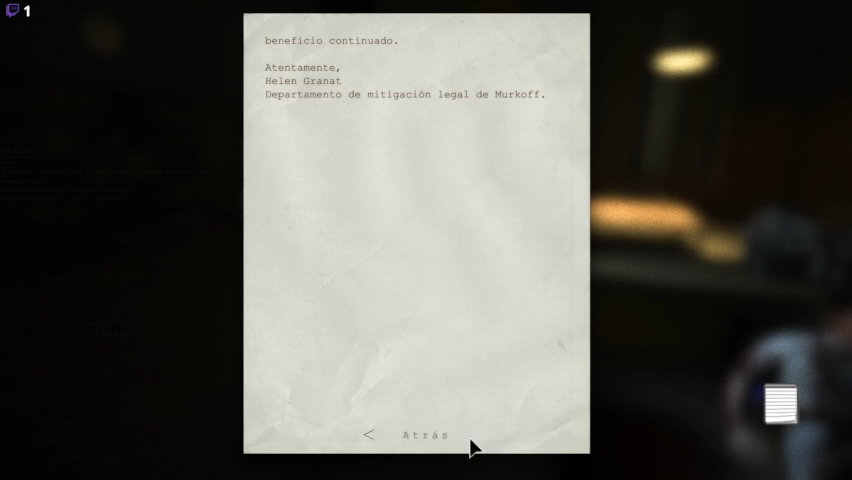 1
beneficio continuado.
Atentamente,
Helen Granat
Departamento de mitigación legal de Murkoff.
< Atrás